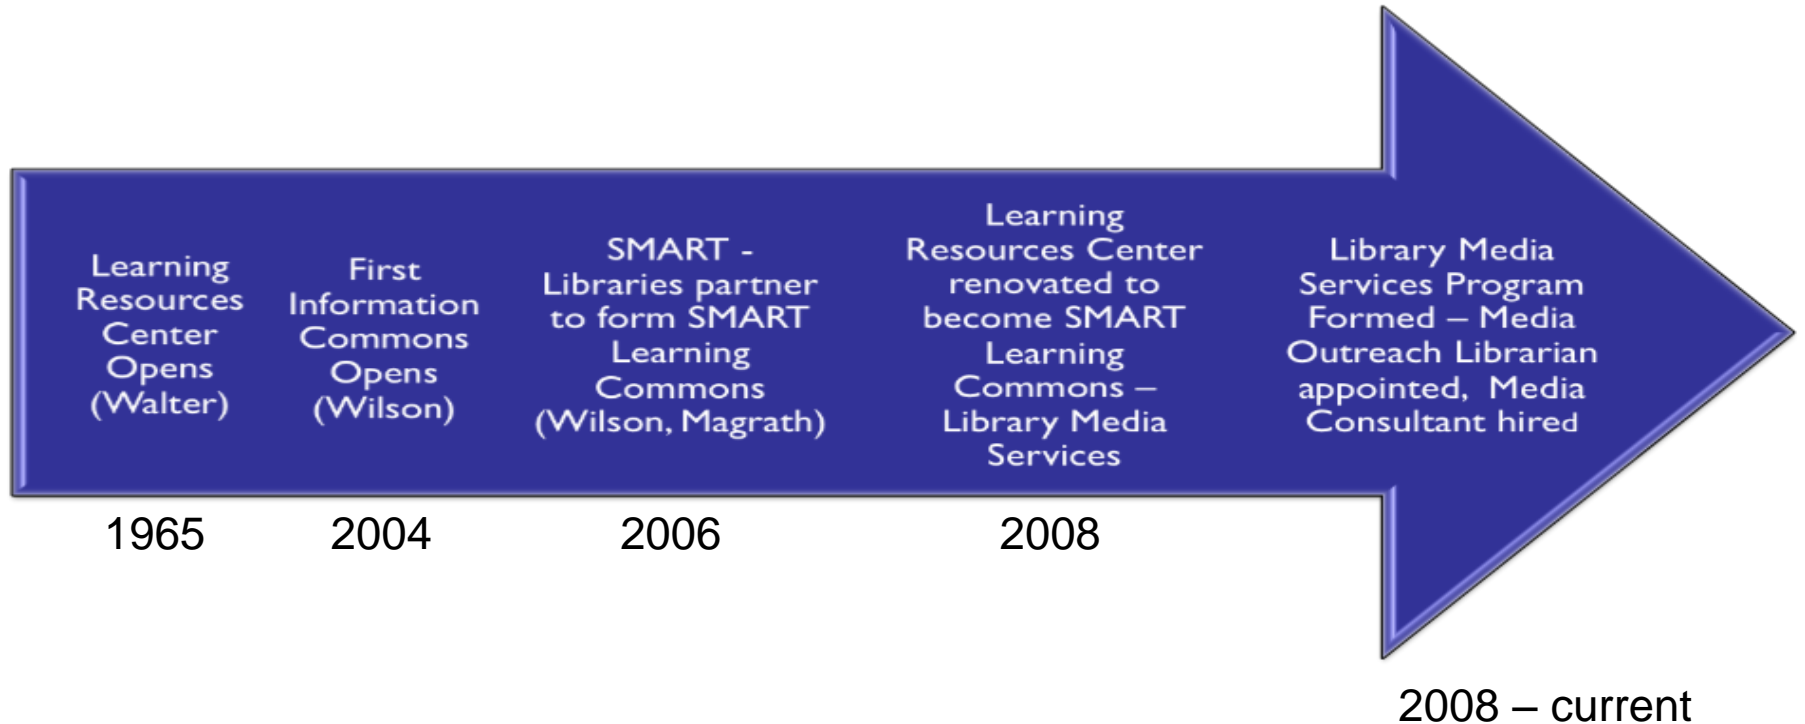 Learning
Resources
Center
Opens
(Walter)
First
Information
Commons
Opens
(Wilson)
SMART -
Libraries partner
to form SMART
Learning
Commons
(Wilson, Magrath)
Learning
Resources Center
renovated to
become SMART
Learning
Commons –
Library Media
Services
Library Media
Services Program
Formed – Media
Outreach Librarian
appointed, Media
Consultant hired
1965
2004
2006
2008
2008 – current